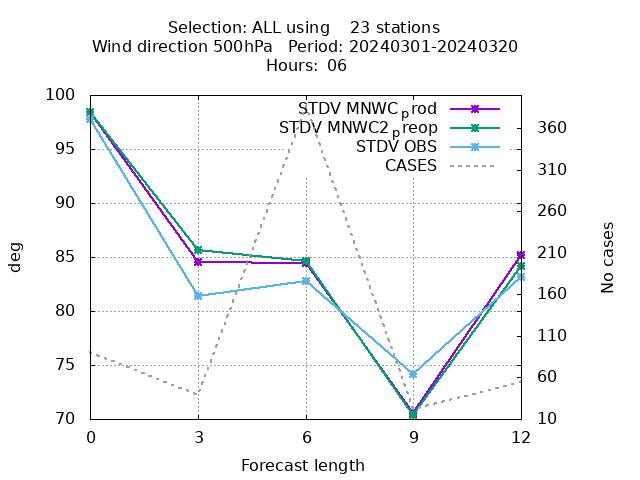 Selection: ALL using    23 stations
Wind direction 500hPa   Period: 20240301-20240320
Hours:  06
STDV MNWC_prod
STDV MNWC2_preop
STDV OBS
CASES
100
95
90
85
80
75
70
360
310
260
210
160
110
60
10
deg
No cases
0 3 6 9 12
Forecast length